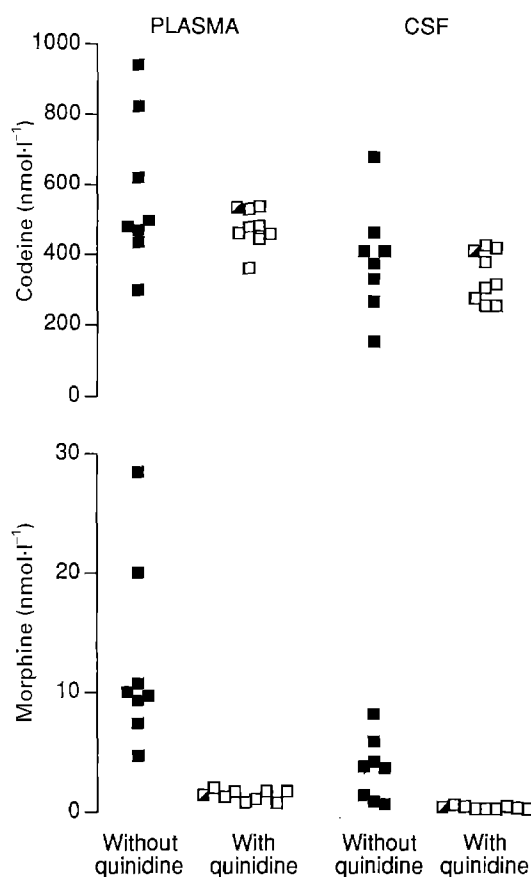 PLASMA CSF
Codeine (nmol·l⁻¹)
1000
800
600
400
200
0
Morphine (nmol·l⁻¹)
30
20
10
0
Without quinidine
With quinidine
Without quinidine
With quinidine